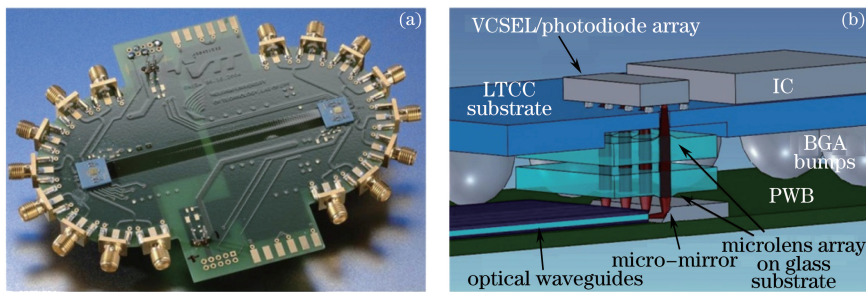 (a)
(b)
VCSEL/photodiode array
LTCC
substrate
IC
BGA
bumps
PWB
micro-mirror
microlens array
on glass
substrate
optical waveguides